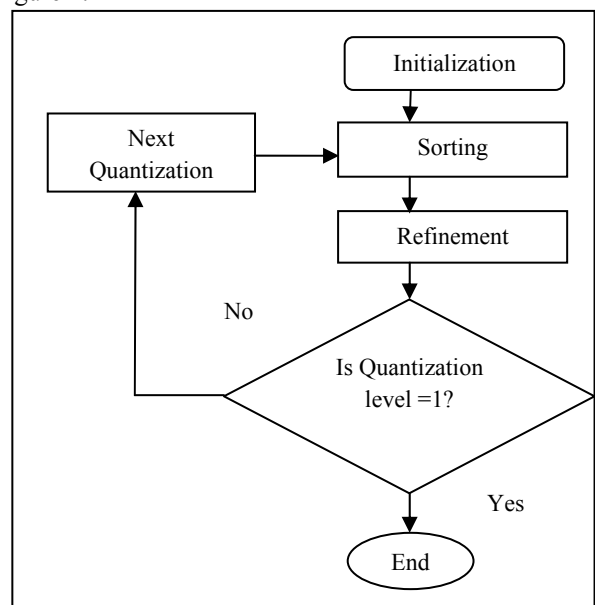 Initialization
Next
Quantization
Sorting
Refinement
No
Is Quantization
level =1?
Yes
End